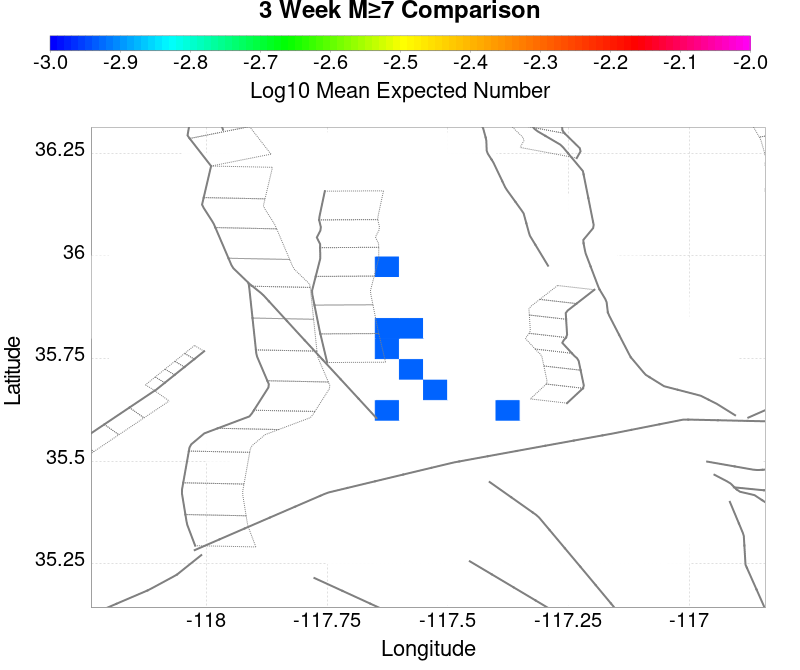 3 Week M≥7 Comparison
-3.0 -2.9 -2.8 -2.7 -2.6 -2.5 -2.4 -2.3 -2.2 -2.1 -2.0
Log10 Mean Expected Number
36.25
36
35.75
35.5
35.25
Latitude
-118 -117.75 -117.5 -117.25 -117
Longitude